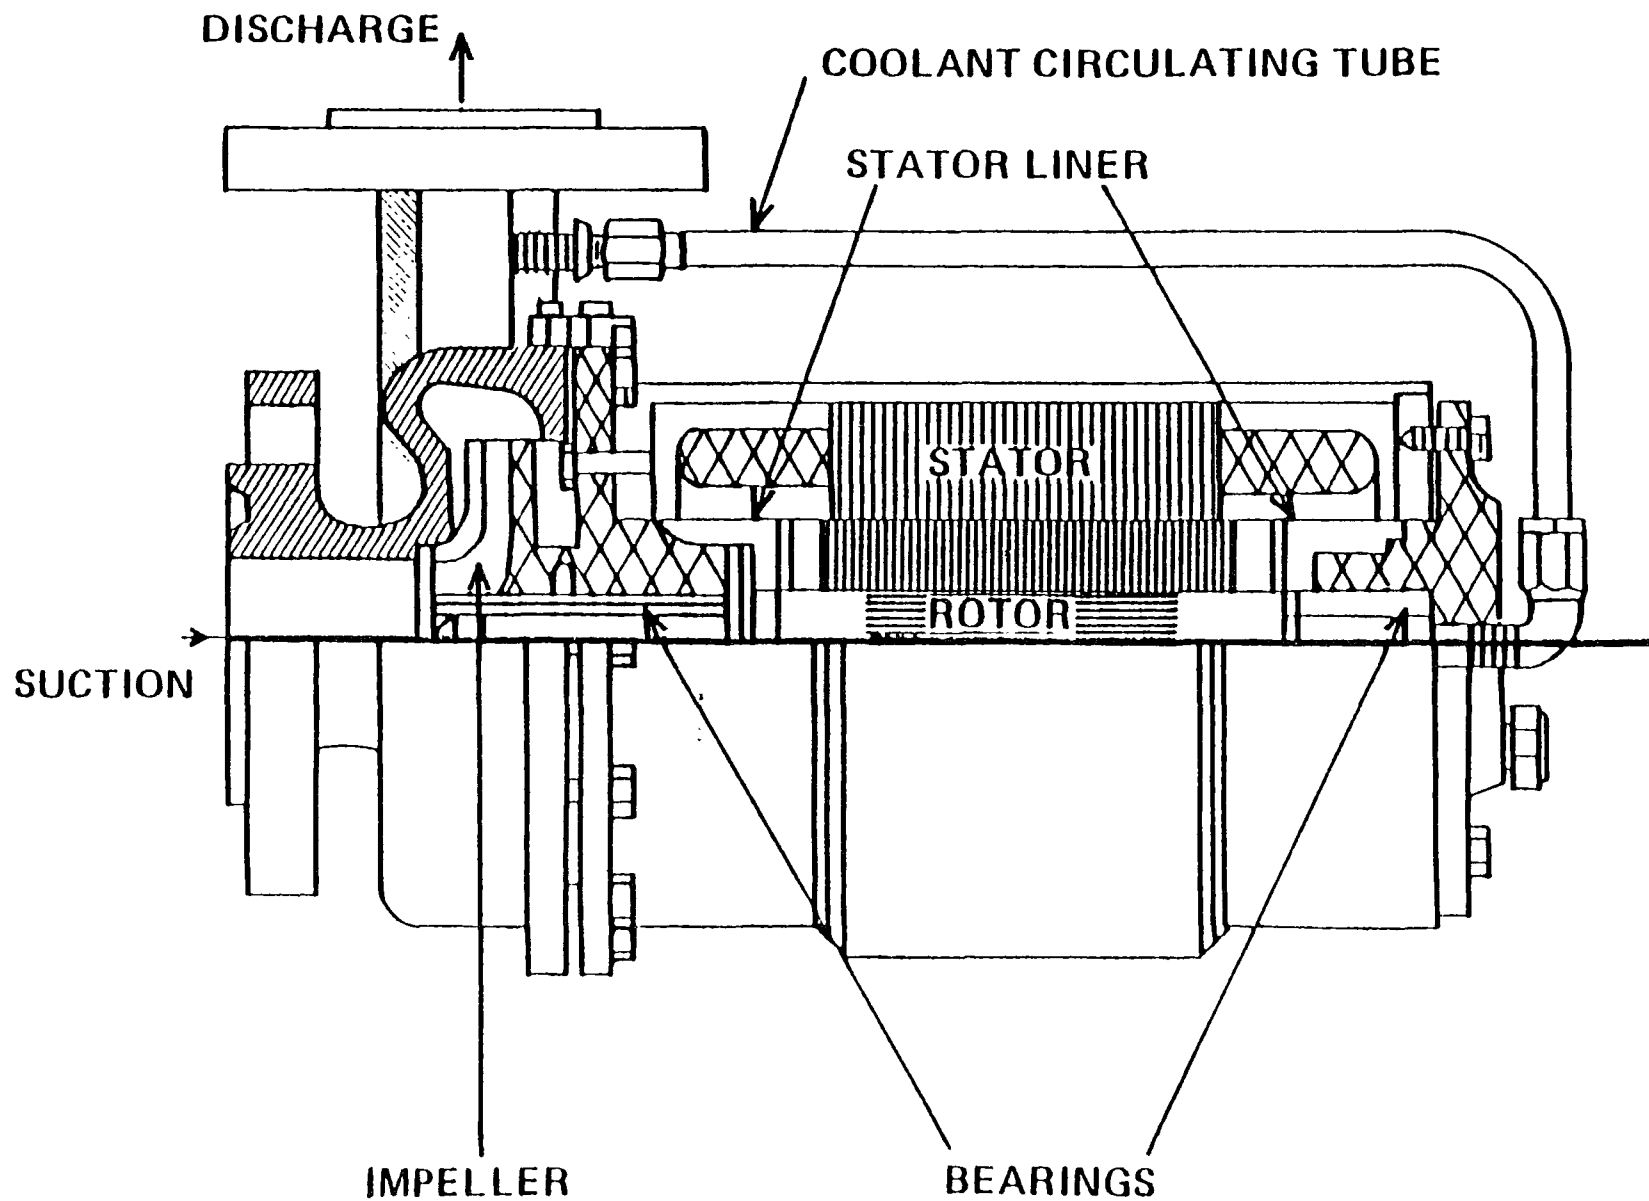 DISCHARGE
COOLANT CIRCULATING TUBE
STATOR LINER
STATOR
ROTOR
SUCTION
IMPELLER
BEARINGS